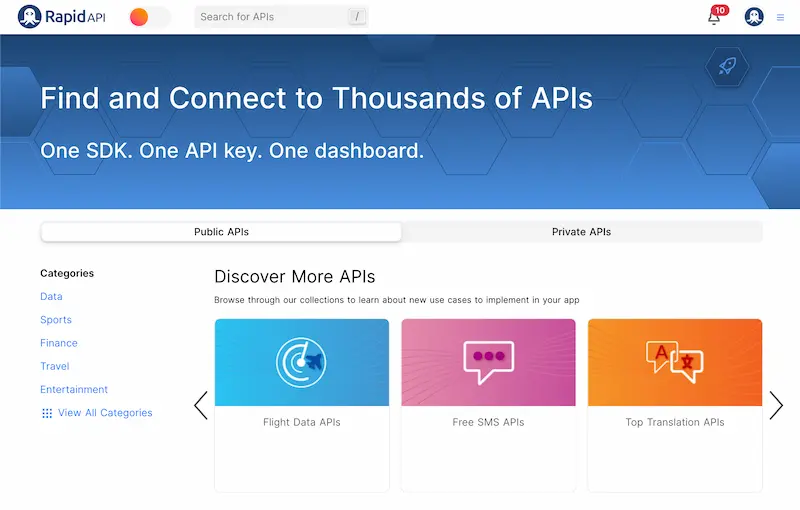 Rapid API
Search for APIs
/
10
Find and Connect to Thousands of APIs
One SDK. One API key. One dashboard.
Public APIs
Private APIs
Categories
Data
Sports
Finance
Travel
Entertainment
View All Categories
Discover More APIs
Browse through our collections to learn about new use cases to implement in your app
A 文
Flight Data APIs
Free SMS APIs
Top Translation APIs